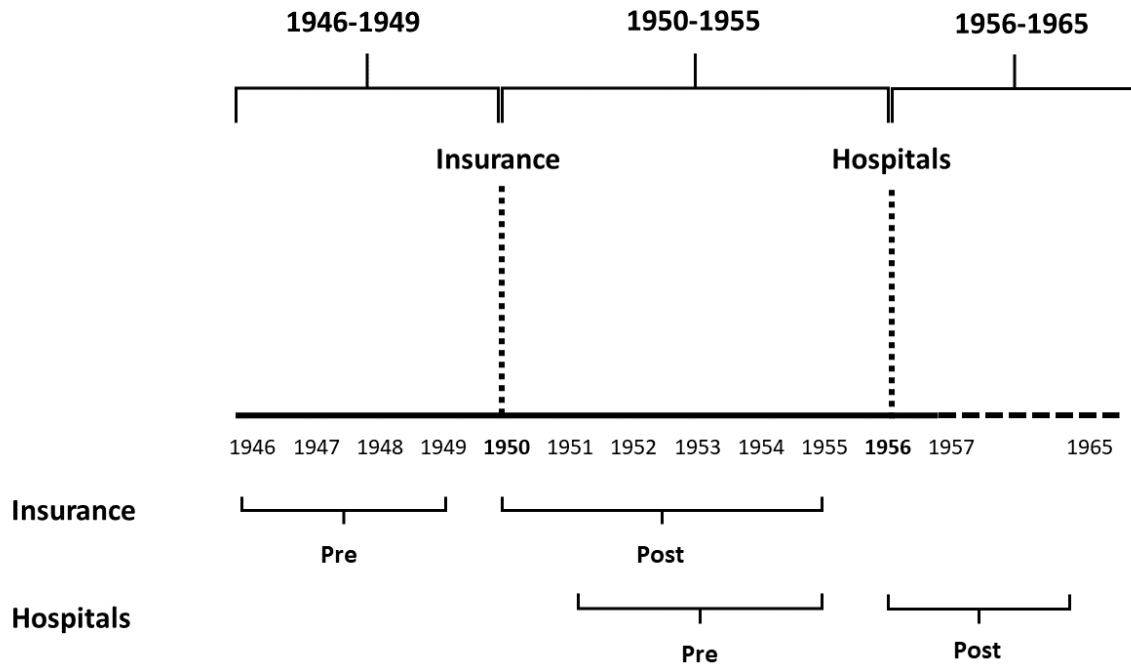 1946-1949 1950-1955 1956-1965
Insurance Hospitals
1946 1947 1948 1949 1950 1951 1952 1953 1954 1955 1956 1957 1965
Insurance
Pre Post
Hospitals
Pre Post